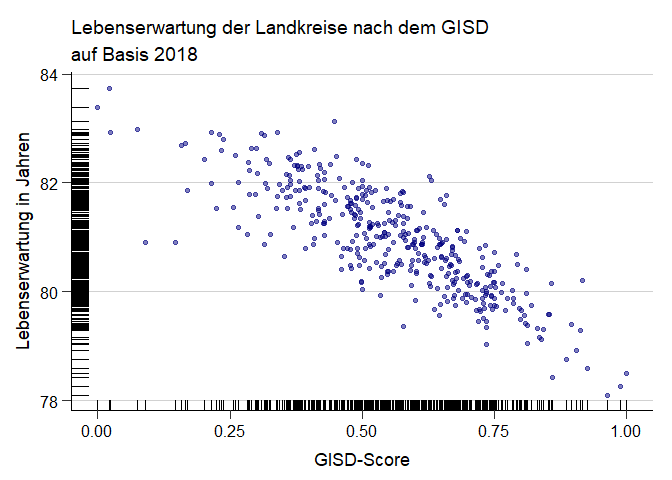 Lebenserwartung der Landkreise nach dem GISD
auf Basis 2018
84
82
80
78
Lebenserwartung in Jahren
0.00 0.25 0.50 0.75 1.00
GISD-Score